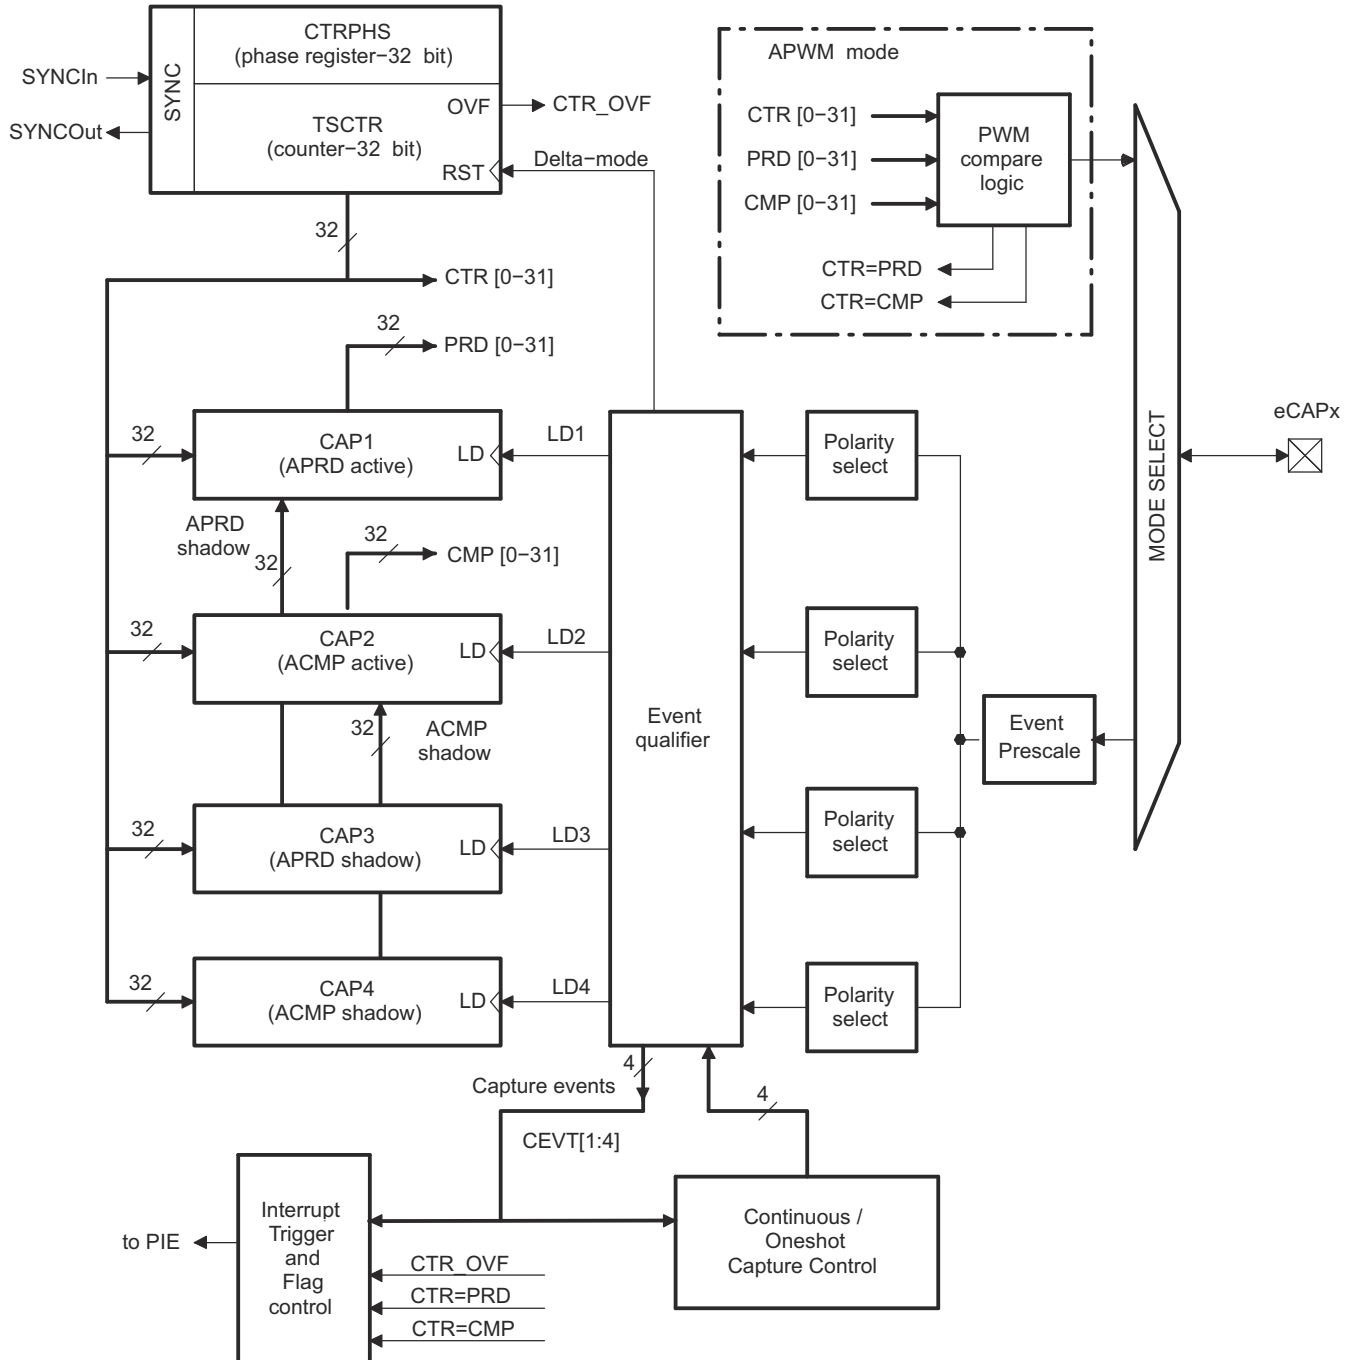 CTRPHS
(phase register−32 bit)
SYNC
SYNCIn
SYNCOut
OVF
CTR_OVF
TSCTR
(counter−32 bit)
RST
Delta−mode
APWM mode
CTR [0−31]
PRD [0−31]
CMP [0−31]
PWM
compare
logic
CTR=PRD
CTR=CMP
32
CTR [0−31]
32
PRD [0−31]
32
CAP1
(APRD active)
LD
LD1
Polarity
select
MODE SELECT
eCAPx
APRD
shadow
32
32
CMP [0−31]
32
CAP2
(ACMP active)
LD
LD2
Polarity
select
Event
qualifier
Event
Prescale
32
ACMP
shadow
32
CAP3
(APRD shadow)
LD
LD3
Polarity
select
32
CAP4
(ACMP shadow)
LD
LD4
Polarity
select
4
Capture events
4
CEVT[1:4]
Interrupt
Trigger
and
Flag
control
to PIE
Continuous /
Oneshot
Capture Control
CTR_OVF
CTR=PRD
CTR=CMP